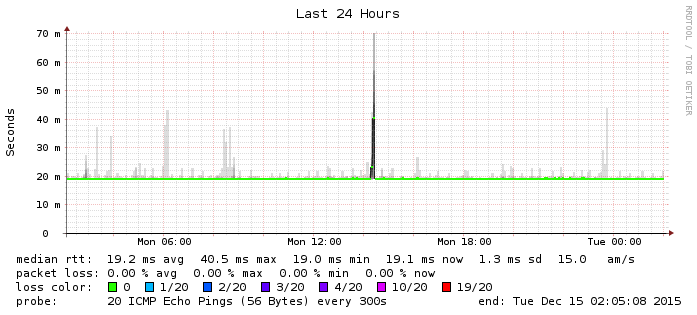 Last 24 Hours
RRDTOOL / TOBI OETIKER
Seconds
70 m
60 m
50 m
40 m
30 m
20 m
10 m
0
Mon 06:00 Mon 12:00 Mon 18:00 Tue 00:00
median rtt: 19.2 ms avg 40.5 ms max 19.0 ms min 19.1 ms now 1.3 ms sd 15.0 am/s
packet loss: 0.00 % avg 0.00 % max 0.00 % min 0.00 % now
loss color: 0 1/20 2/20 3/20 4/20 10/20 19/20
probe: 20 ICMP Echo Pings (56 Bytes) every 300s end: Tue Dec 15 02:05:08 2015